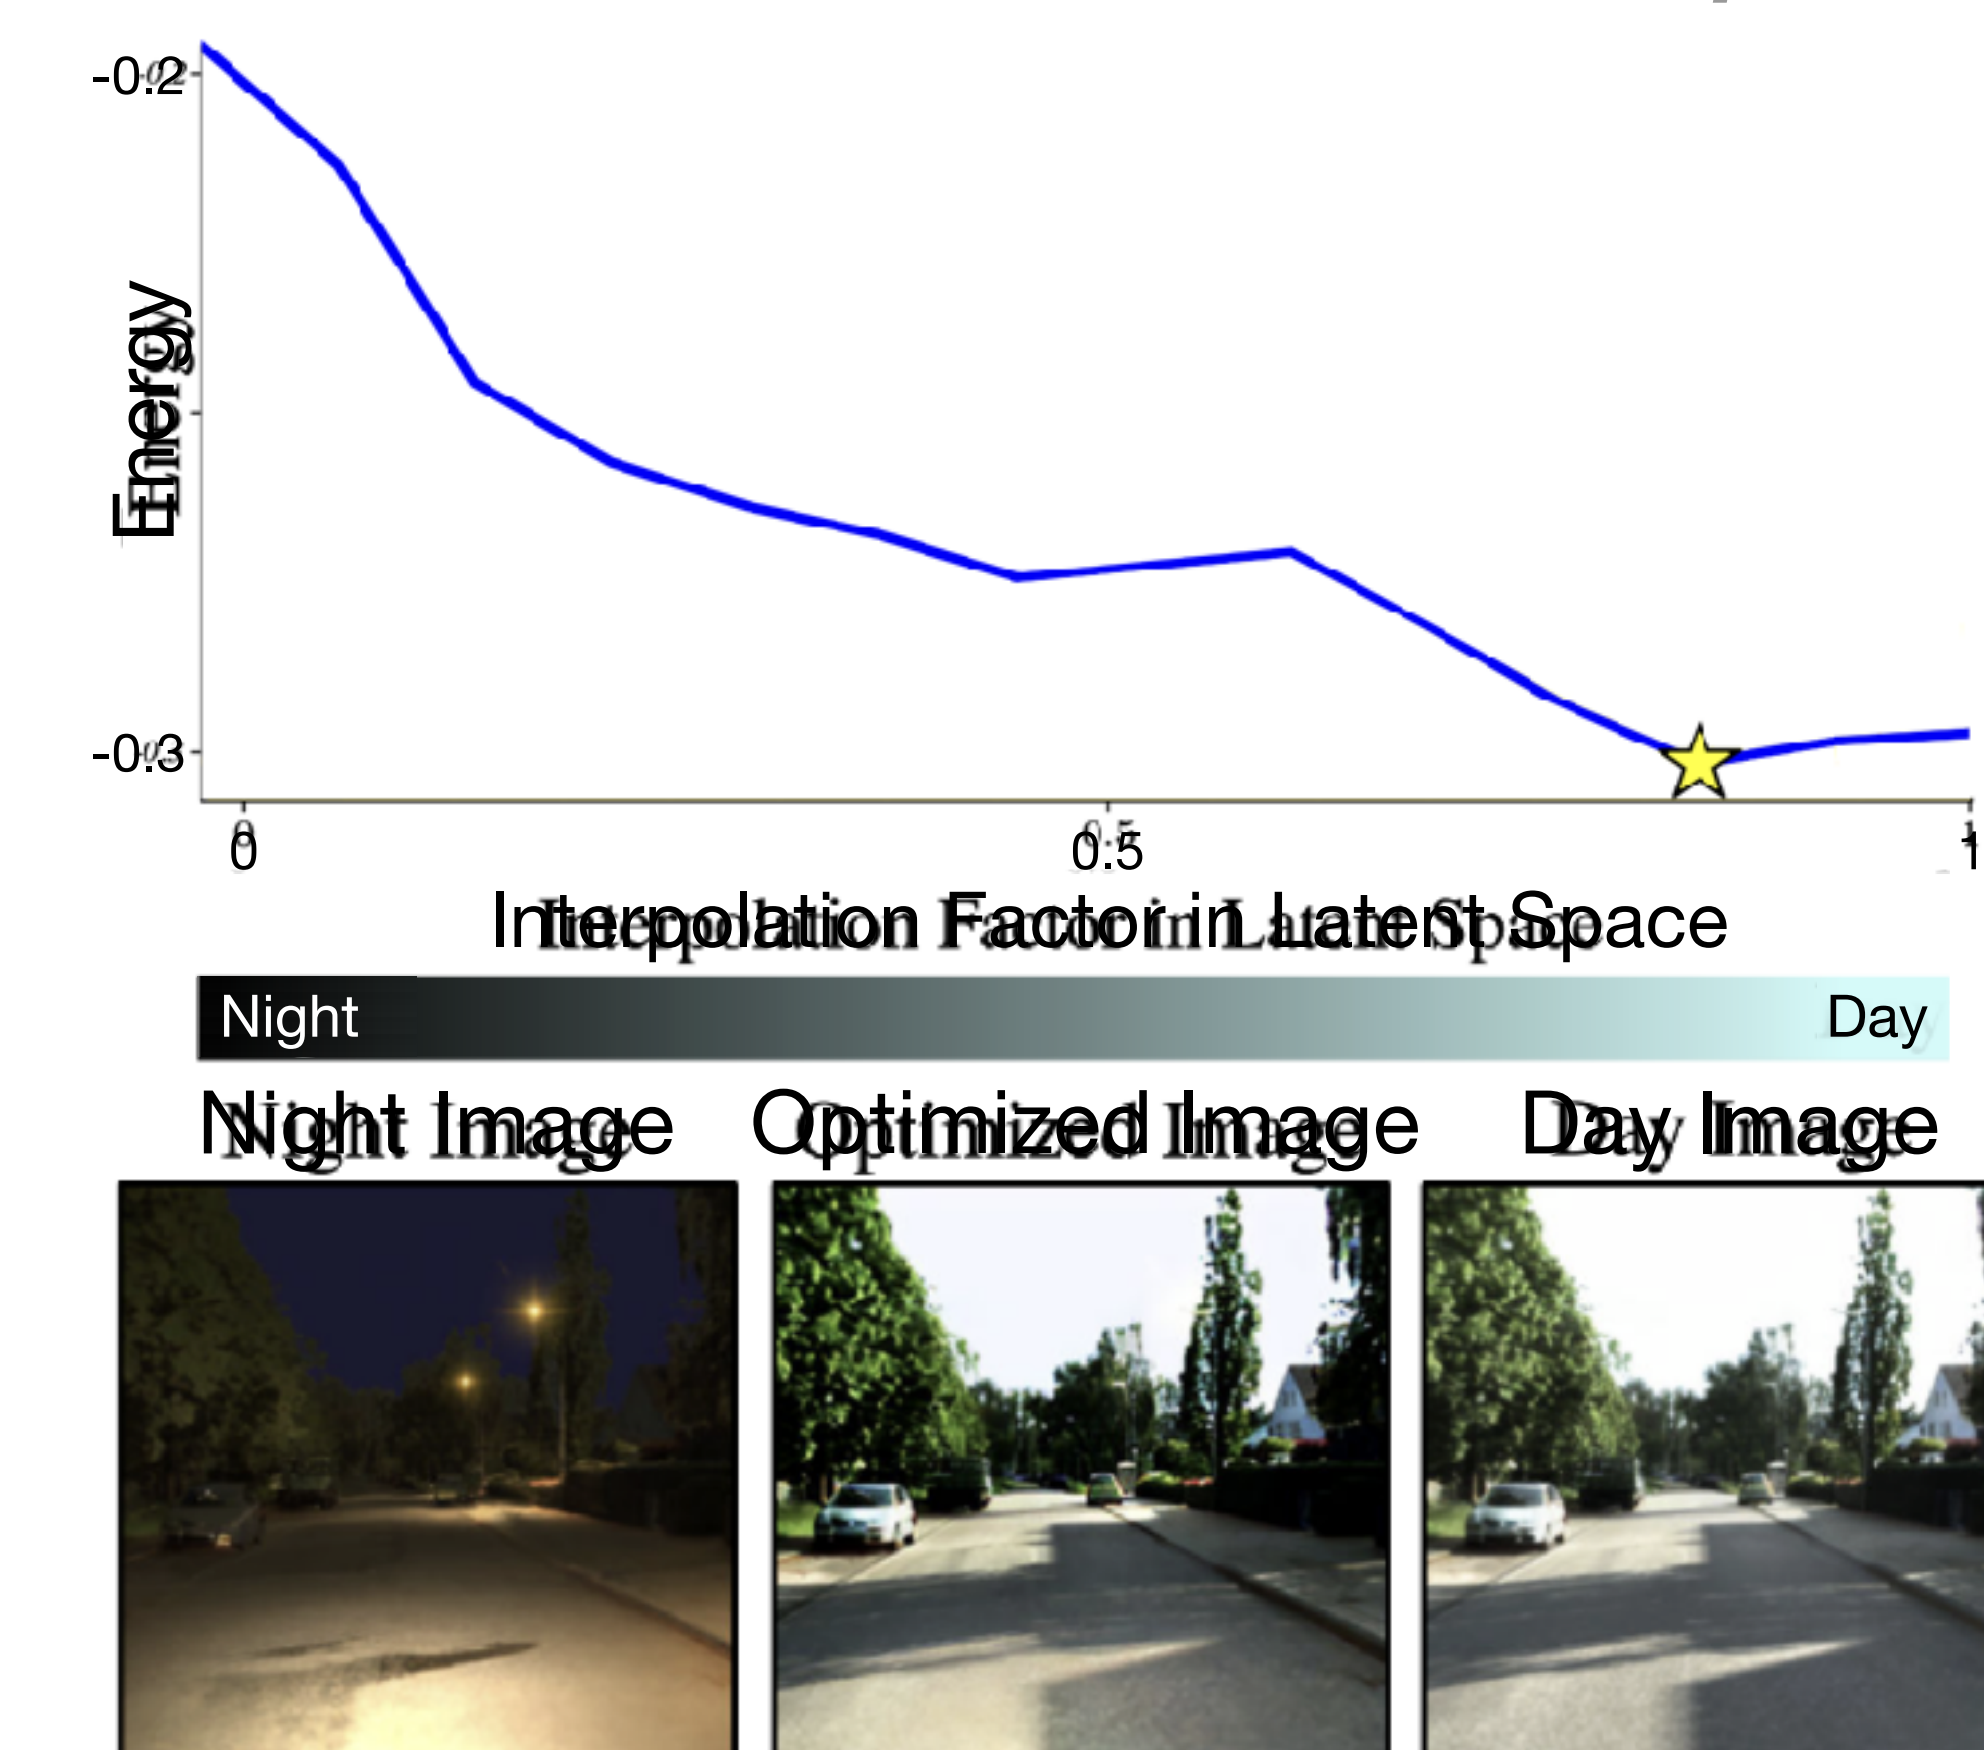 -0.2
Energy
-0.3
0 0.5 1
Interpolation Factor in Latent Space
Night Day
Night Image Optimized Image Day Image